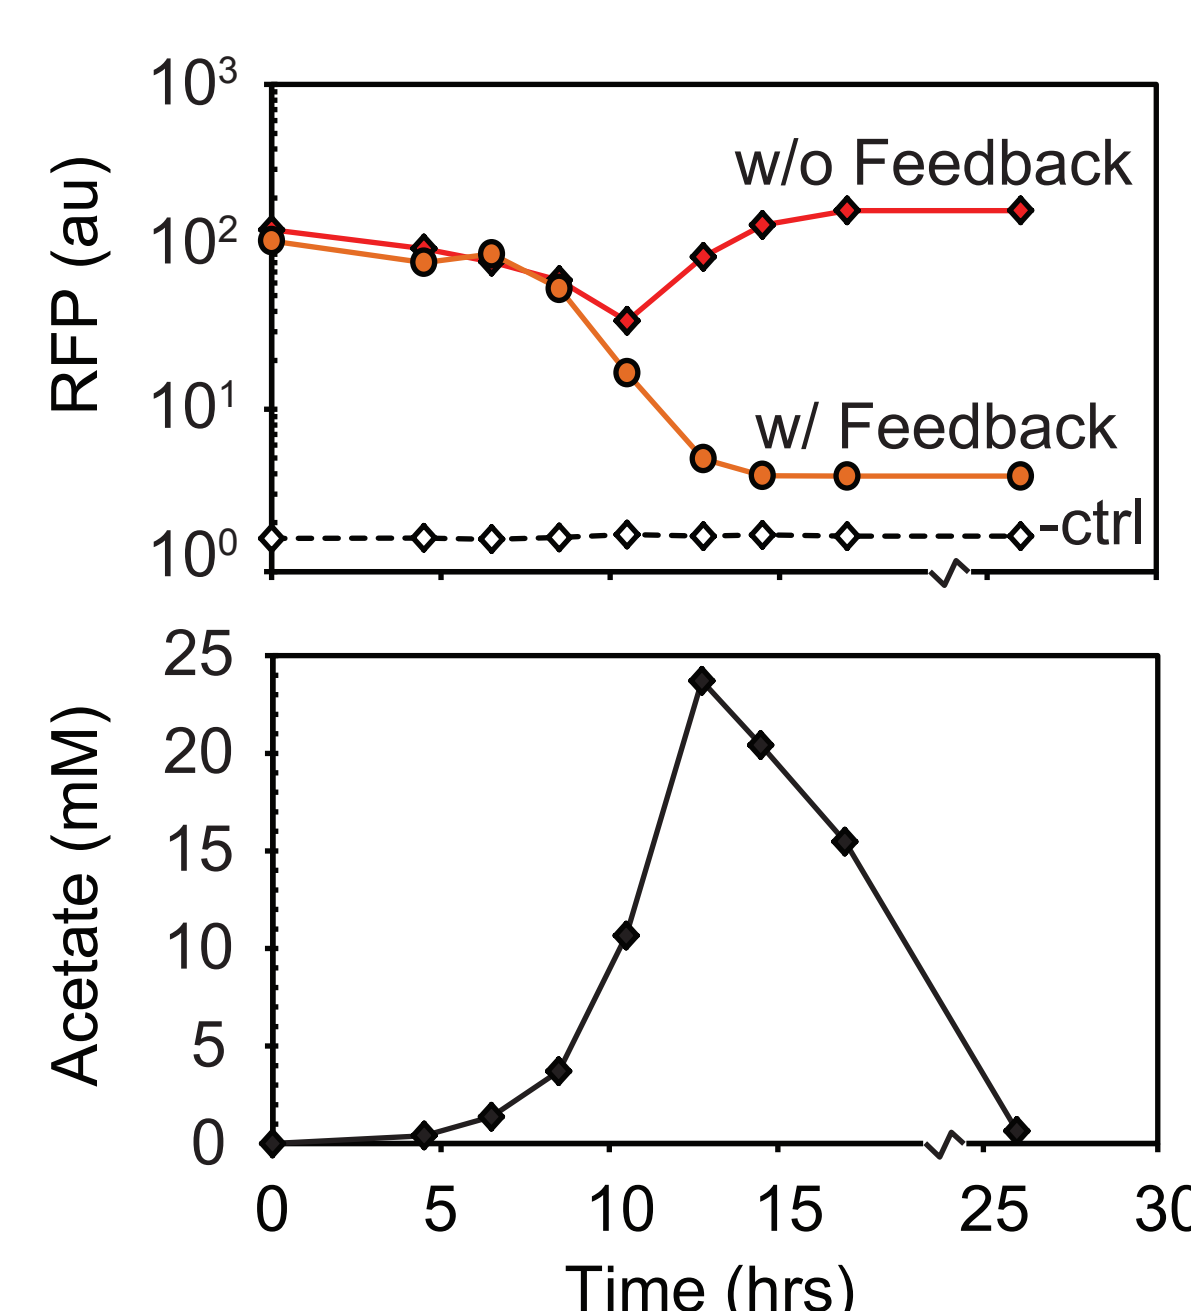 10³
w/o Feedback
10²
RFP (au)
10¹
w/ Feedback
-ctrl
10⁰
25
20
15
10
5
0
Acetate (mM)
0 5 10 15 25 30
Time (hrs)